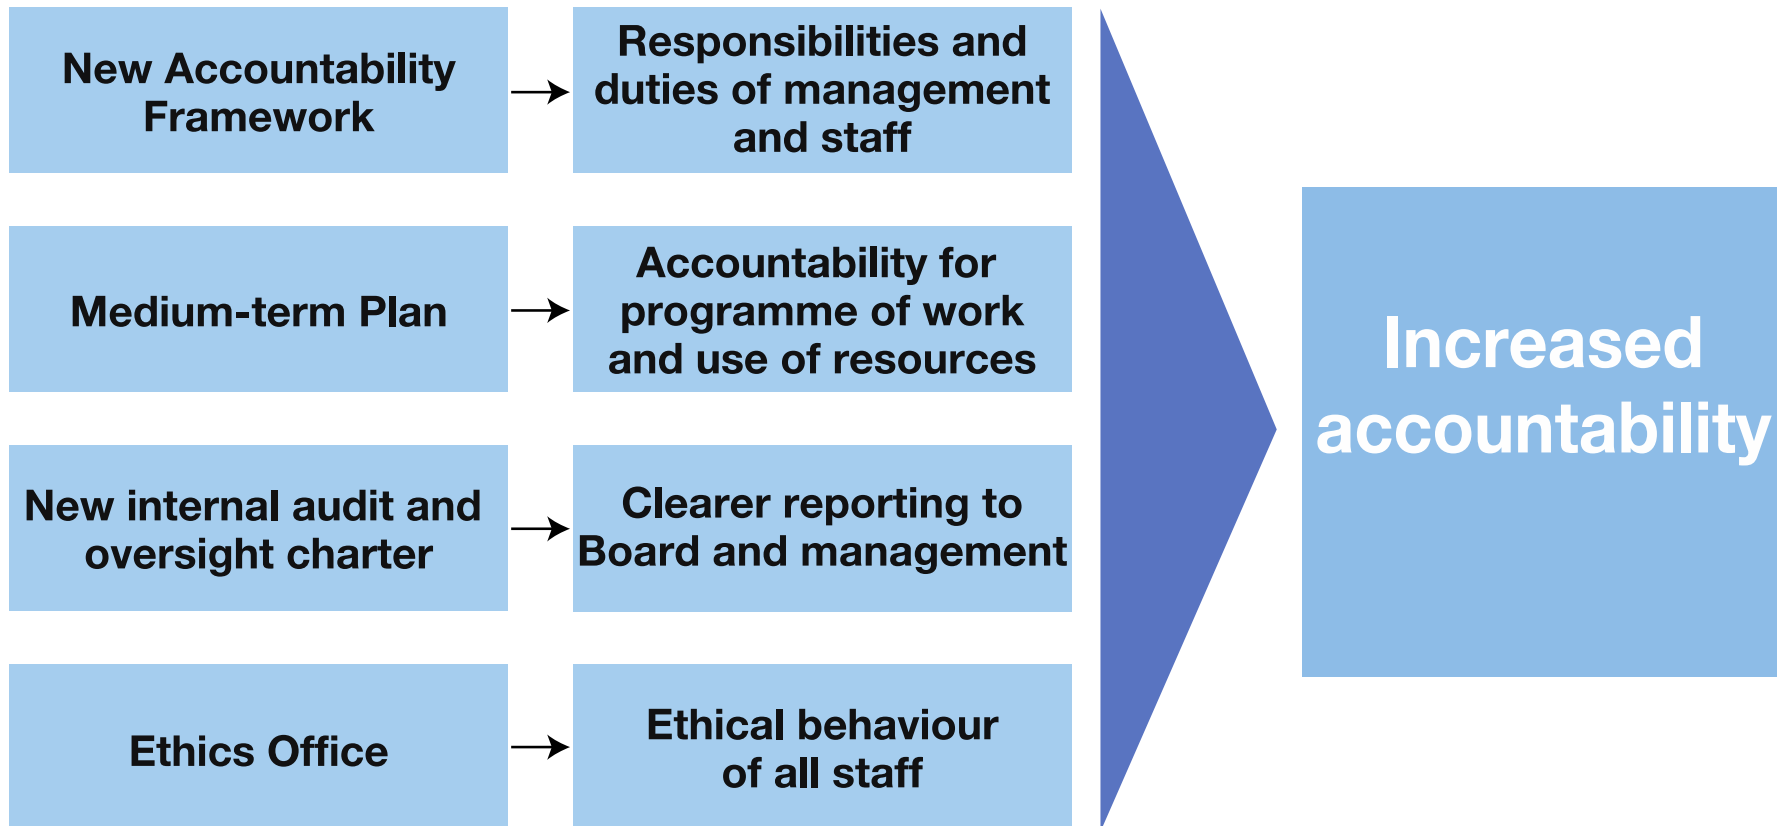 New Accountability
Framework
Responsibilities and
duties of management
and staff
Medium-term Plan
Accountability for
programme of work
and use of resources
New internal audit and
oversight charter
Clearer reporting to
Board and management
Ethics Office
Ethical behaviour
of all staff
Increased
accountability